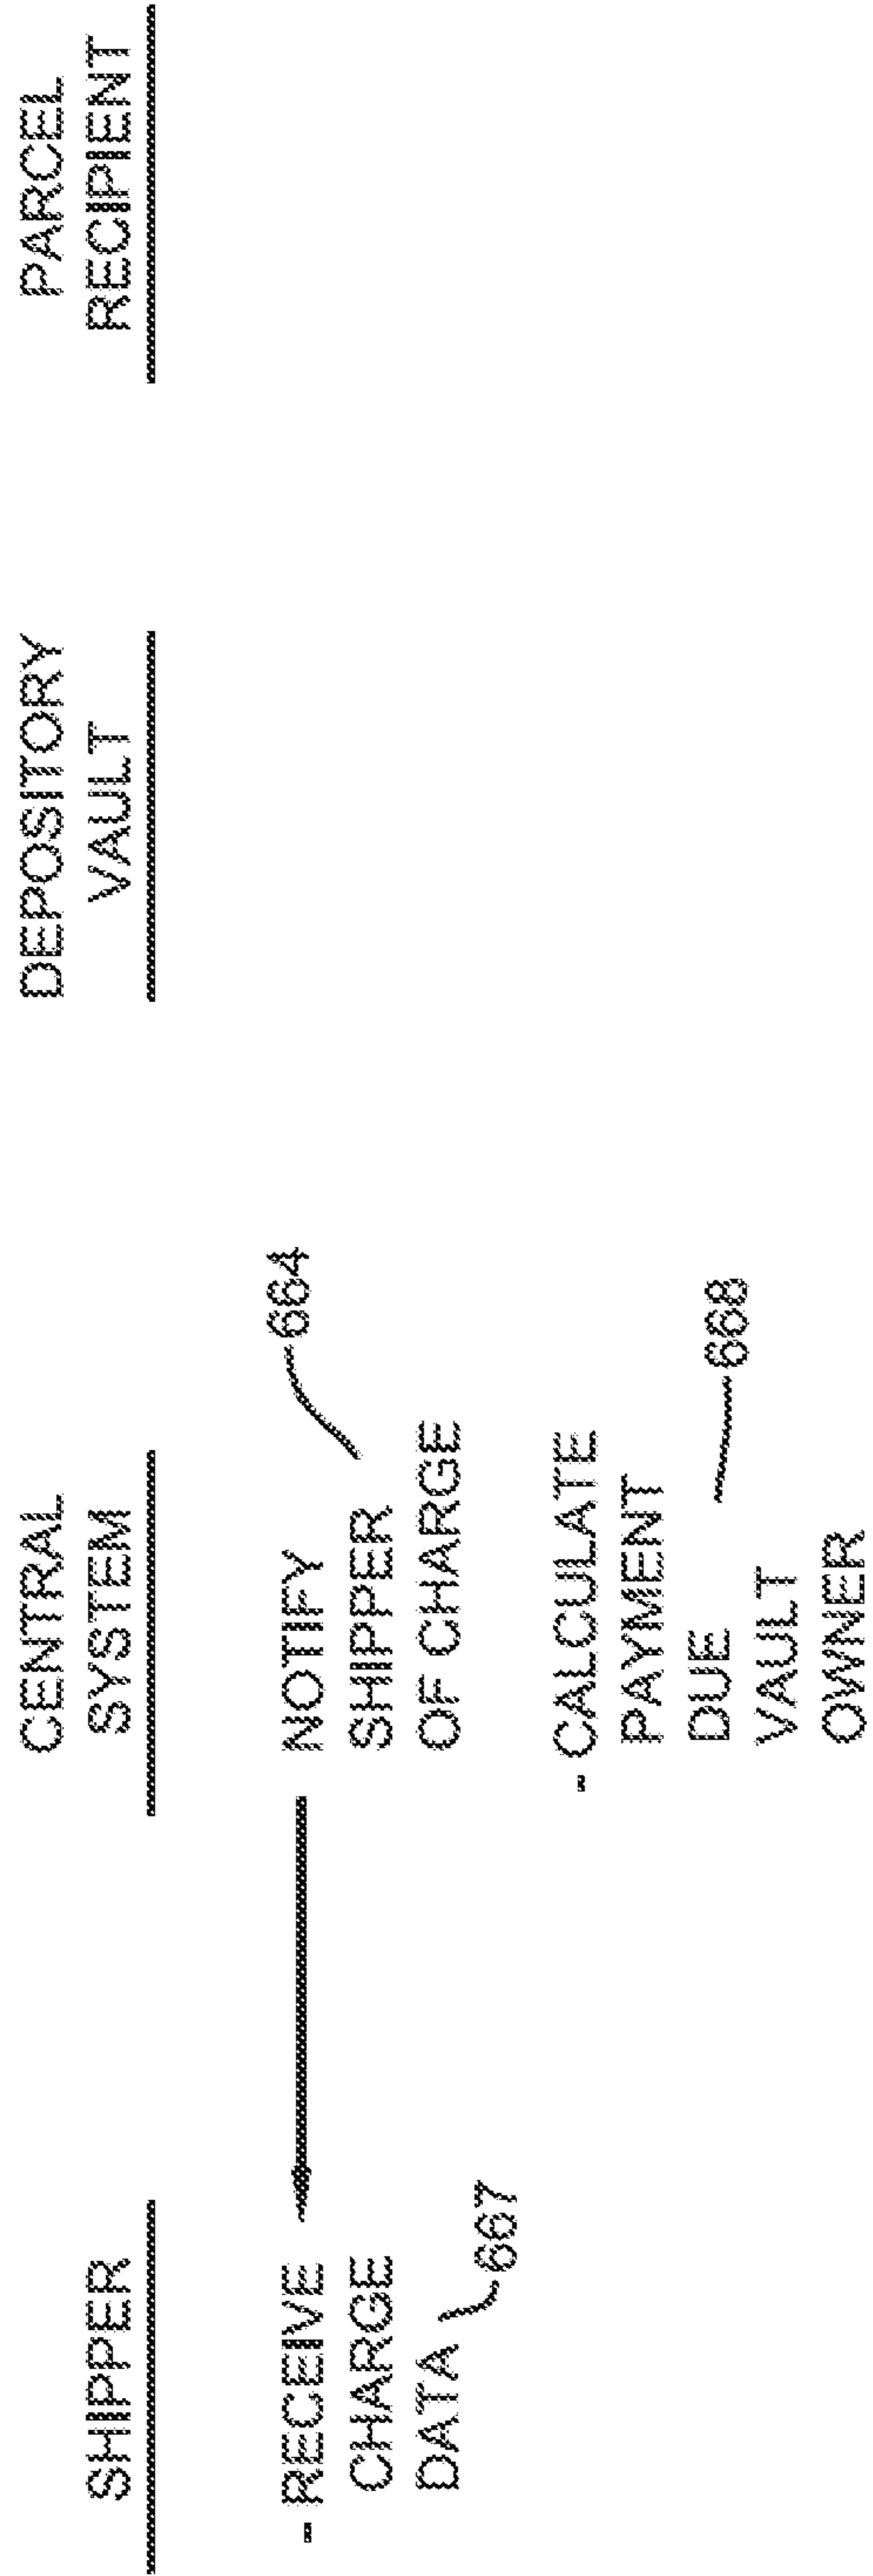 SHIPPER
CENTRAL
SYSTEM
DEPOSITORY
VAULT
PARCEL
RECIPIENT
- RECEIVE
CHARGE
DATA 667
NOTIFY
SHIPPER 664
OF CHARGE
- CALCULATE
PAYMENT
DUE 668
VAULT
OWNER